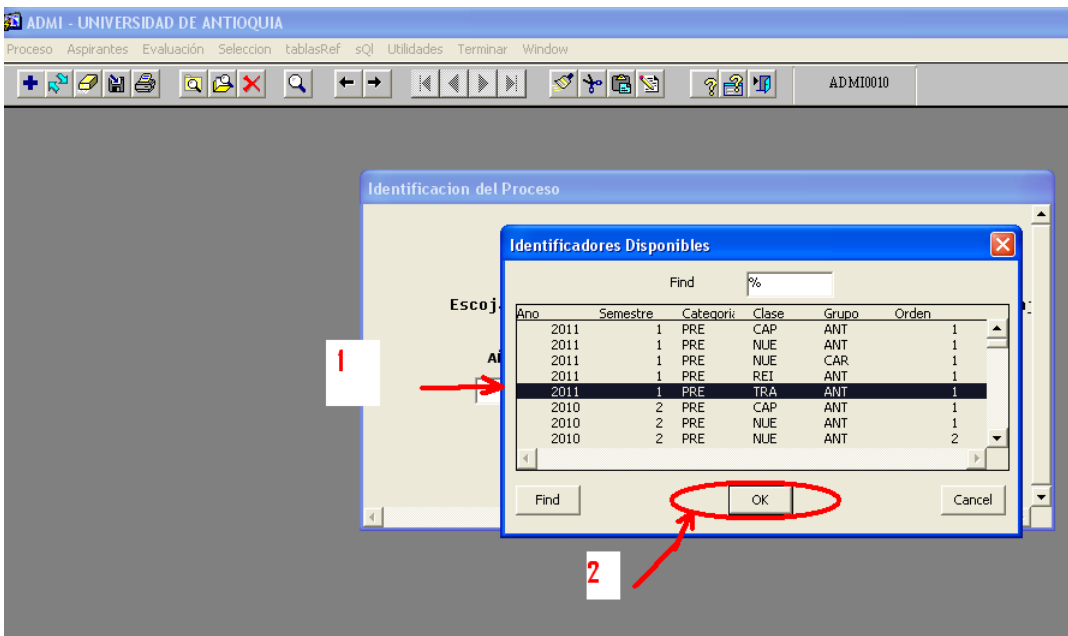 ADMI - UNIVERSIDAD DE ANTIOQUIA
Proceso Aspirantes Evaluación Seleccion tablasRef sQl Utilidades Terminar Window
ADMI0010
Identificacion del Proceso
Identificadores Disponibles
Find %
Escoj
Ano Semestre Categoria Clase Grupo Orden
2011 1 PRE CAP ANT 1
2011 1 PRE NUE ANT 1
2011 1 PRE NUE CAR 1
2011 1 PRE REI ANT 1
2011 1 PRE TRA ANT 1
2010 2 PRE CAP ANT 1
2010 2 PRE NUE ANT 1
2010 2 PRE NUE ANT 2
1
Find OK Cancel
2